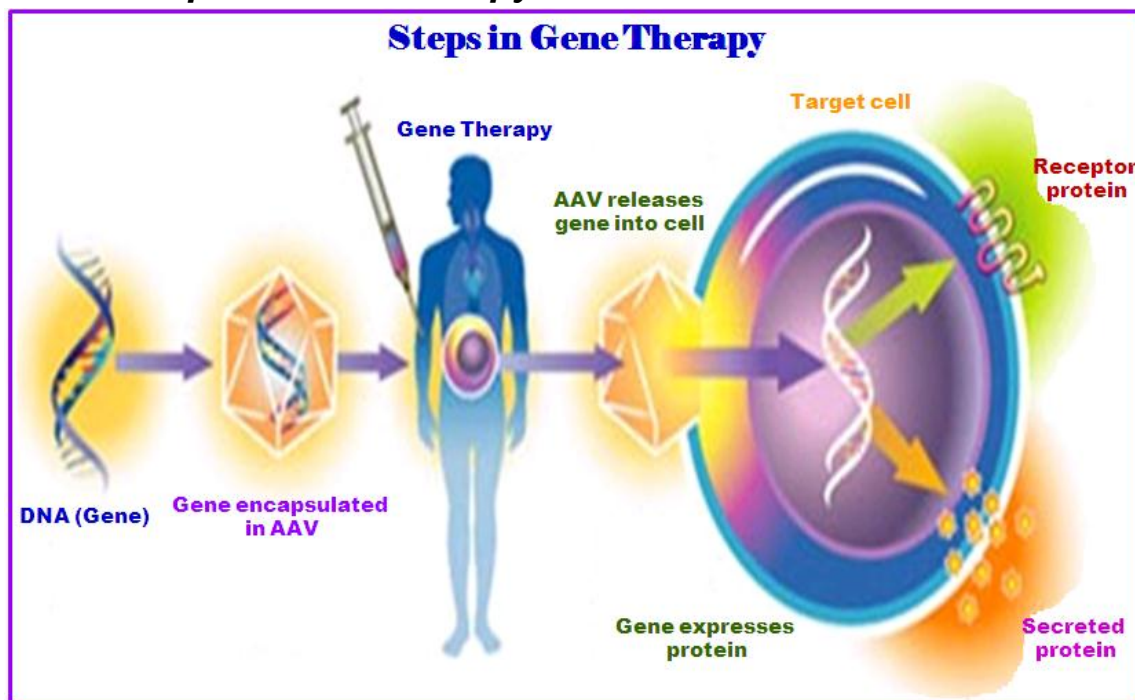 Steps in Gene Therapy
Target cell
Gene Therapy
Receptor
protein
AAV releases
gene into cell
DNA (Gene)
Gene encapsulated
in AAV
Gene expresses
protein
Secreted
protein